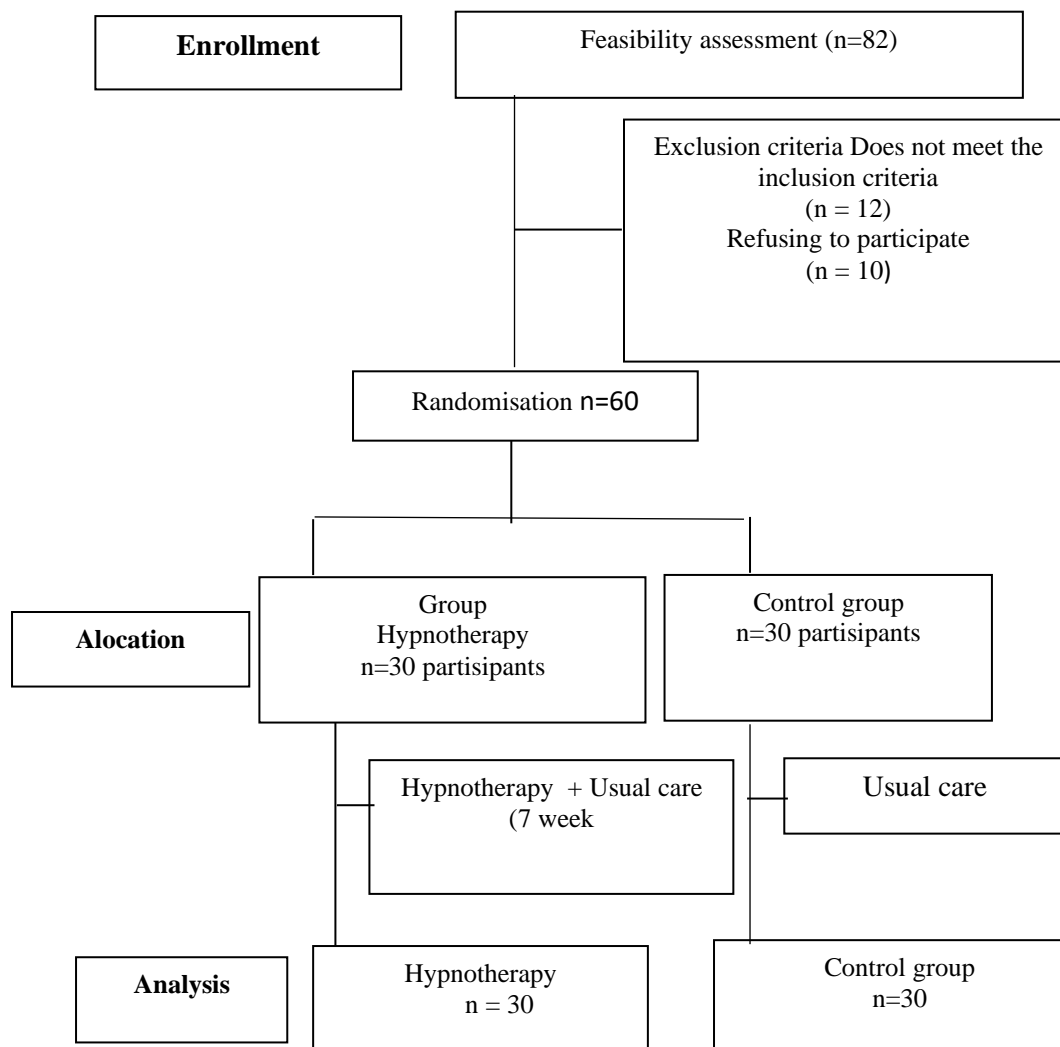 Enrollment
Feasibility assessment (n=82)
Exclusion criteria Does not meet the
inclusion criteria
(n = 12)
Refusing to participate
(n = 10)
Randomisation n=60
Alocation
Group
Hypnotherapy
n=30 partisipants
Control group
n=30 partisipants
Hypnotherapy + Usual care
(7 week
Usual care
Analysis
Hypnotherapy
n = 30
Control group
n=30